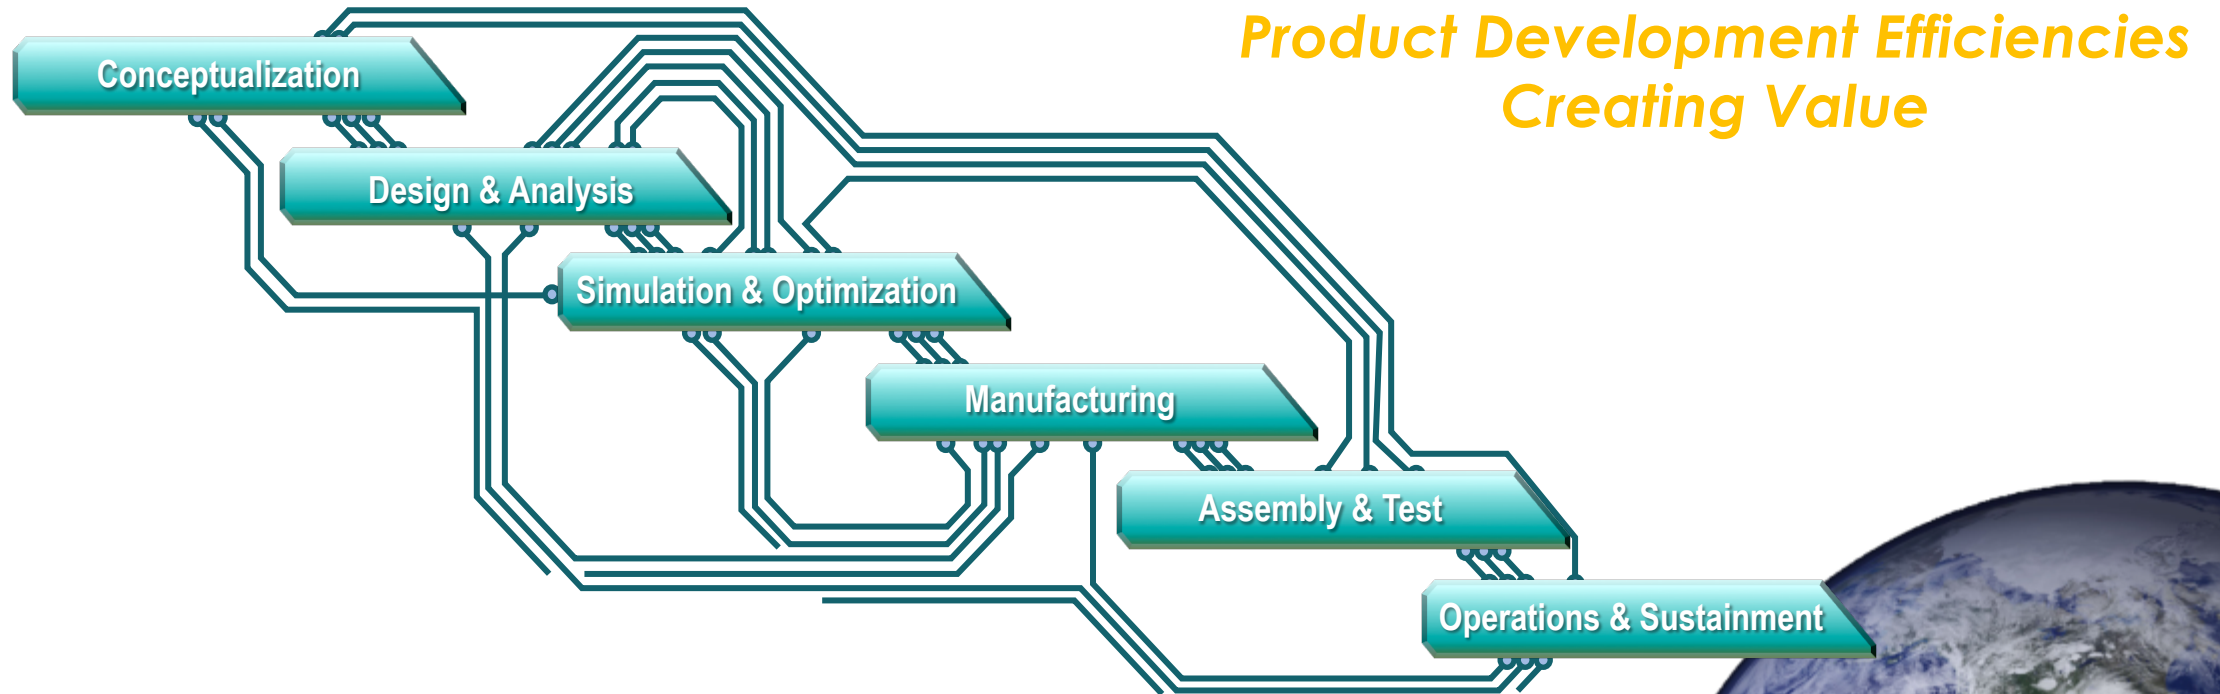 Product Development Efficiencies
Creating Value
Conceptualization
Design & Analysis
Simulation & Optimization
Manufacturing
Assembly & Test
Operations & Sustainment